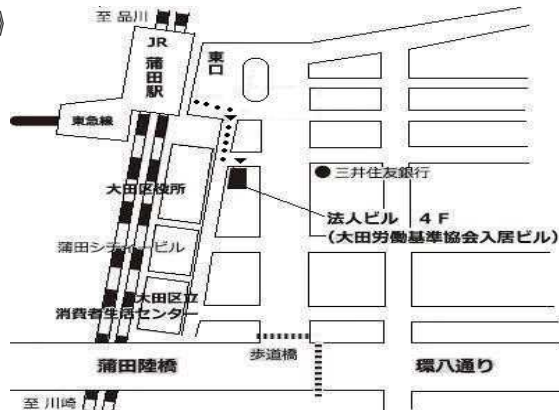 至 品川
JR
蒲田駅
東口
東急線
三井住友銀行
大田区役所
法人ビル 4F
(大田労働基準協会入居ビル)
蒲田シティービル
大田区立
消費者生活センター
歩道橋
蒲田陸橋
環八通り
至 川崎